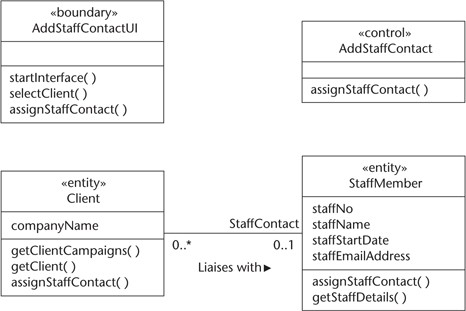 «boundary»
AddStaffContactUI
startInterface( )
selectClient( )
assignStaffContact( )
«control»
AddStaffContact
assignStaffContact( )
«entity»
Client
companyName
getClientCampaigns( )
getClient( )
assignStaffContact( )
StaffContact
0..*
0..1
Liaises with▶
«entity»
StaffMember
staffNo
staffName
staffStartDate
staffEmailAddress
assignStaffContact( )
getStaffDetails( )